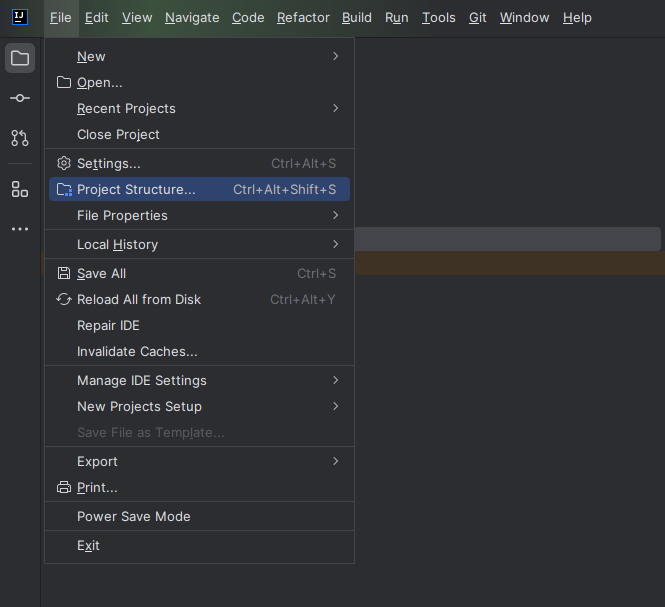 IJ
File Edit View Navigate Code Refactor Build Run Tools Git Window Help
New
Open...
Recent Projects
Close Project
Settings... Ctrl+Alt+S
Project Structure... Ctrl+Alt+Shift+S
File Properties
Local History
Save All Ctrl+S
Reload All from Disk Ctrl+Alt+Y
Repair IDE
Invalidate Caches...
Manage IDE Settings
New Projects Setup
Save File as Template...
Export
Print...
Power Save Mode
Exit